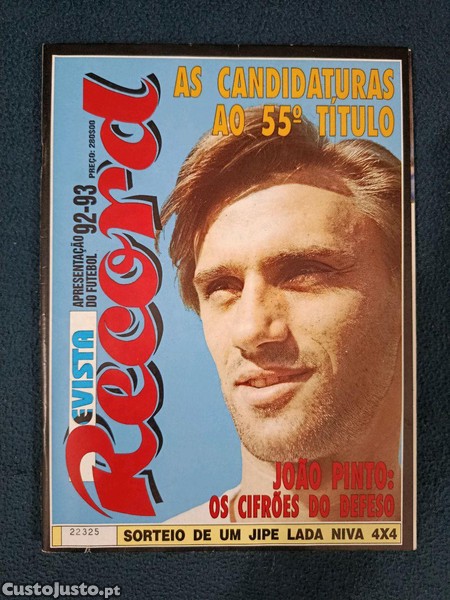 AS CANDIDATURAS
AO 55º TÍTULO
REVISTA
Record
APRESENTAÇÃO
DO FUTEBOL
92-93
PREÇO: 280$00
JOÃO PINTO:
OS CIFRÕES DO DEFESO
22325
SORTEIO DE UM JIPE LADA NIVA 4X4
CustoJusto.pt